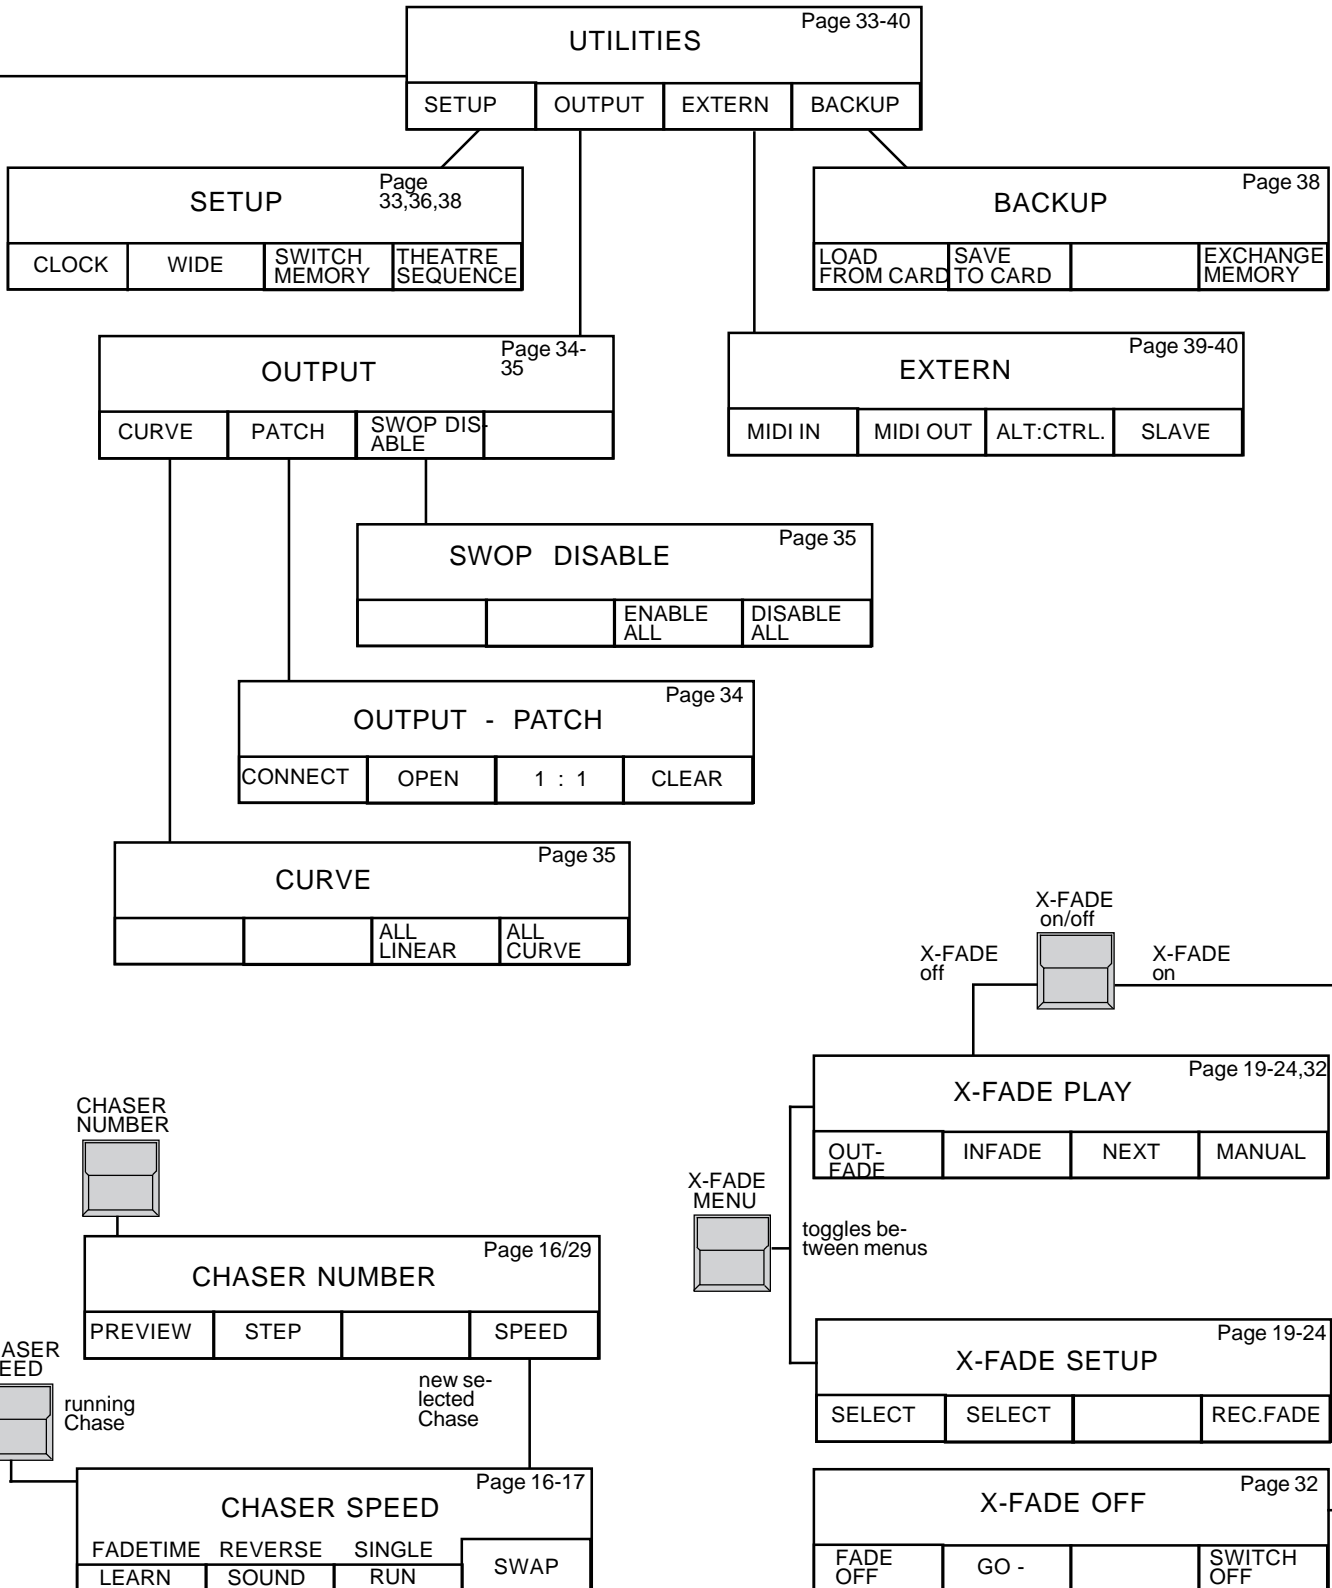 UTILITIES
Page 33-40
SETUP
OUTPUT
EXTERN
BACKUP
SETUP
Page
33,36,38
CLOCK
WIDE
SWITCH
MEMORY
THEATRE
SEQUENCE
BACKUP
Page 38
LOAD
FROM CARD
SAVE
TO CARD
EXCHANGE
MEMORY
OUTPUT
Page 34-
35
CURVE
PATCH
SWOP DIS-
ABLE
EXTERN
Page 39-40
MIDI IN
MIDI OUT
ALT:CTRL.
SLAVE
SWOP DISABLE
Page 35
ENABLE
ALL
DISABLE
ALL
OUTPUT - PATCH
Page 34
CONNECT
OPEN
1 : 1
CLEAR
CURVE
Page 35
ALL
LINEAR
ALL
CURVE
X-FADE
on/off
X-FADE
off
X-FADE
on
X-FADE PLAY
Page 19-24,32
OUT-
FADE
INFADE
NEXT
MANUAL
X-FADE
MENU
toggles be-
tween menus
X-FADE SETUP
Page 19-24
SELECT
SELECT
REC.FADE
X-FADE OFF
Page 32
FADE
OFF
GO -
SWITCH
OFF
CHASER
NUMBER
CHASER NUMBER
Page 16/29
PREVIEW
STEP
SPEED
ASER
EED
running
Chase
new se-
lected
Chase
CHASER SPEED
Page 16-17
FADETIME
REVERSE
SINGLE
SWAP
LEARN
SOUND
RUN